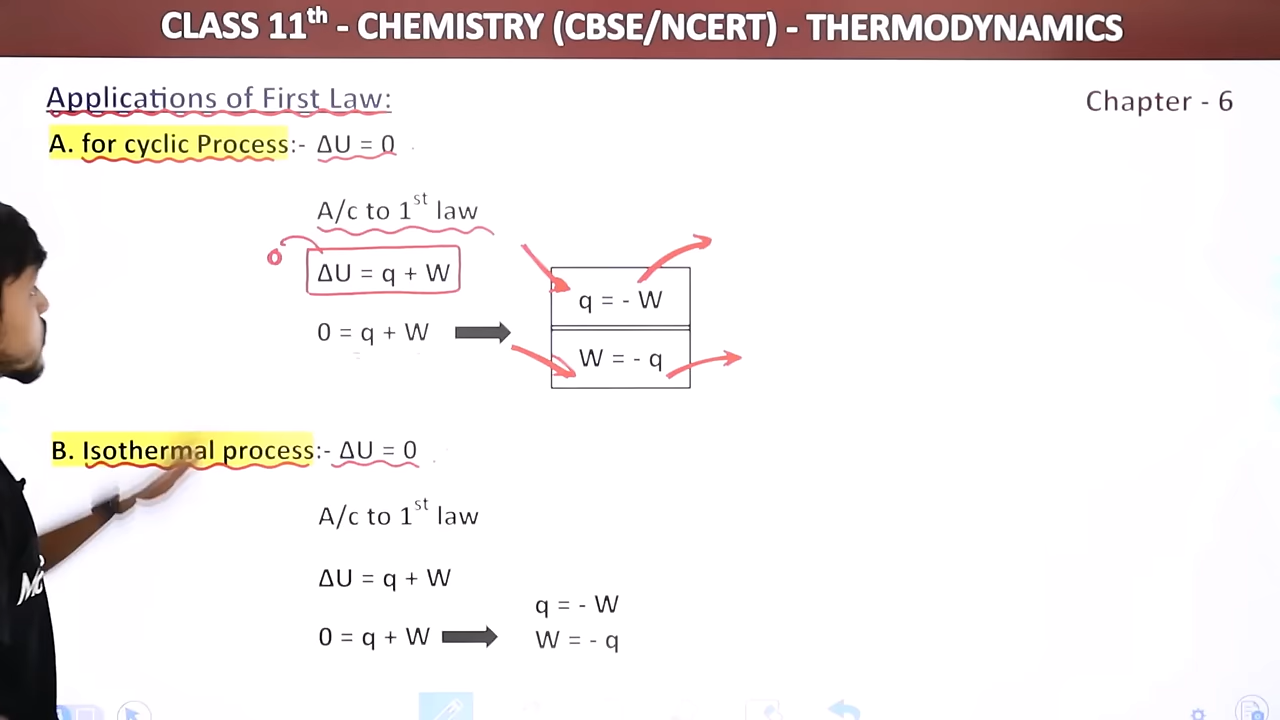 CLASS 11th - CHEMISTRY (CBSE/NCERT) - THERMODYNAMICS
Applications of First Law:
Chapter - 6
A. for cyclic Process:- ΔU = 0
A/c to 1st law
0
ΔU = q + W
q = - W
0 = q + W
W = - q
B. Isothermal process:- ΔU = 0
A/c to 1st law
ΔU = q + W
q = - W
0 = q + W
W = - q